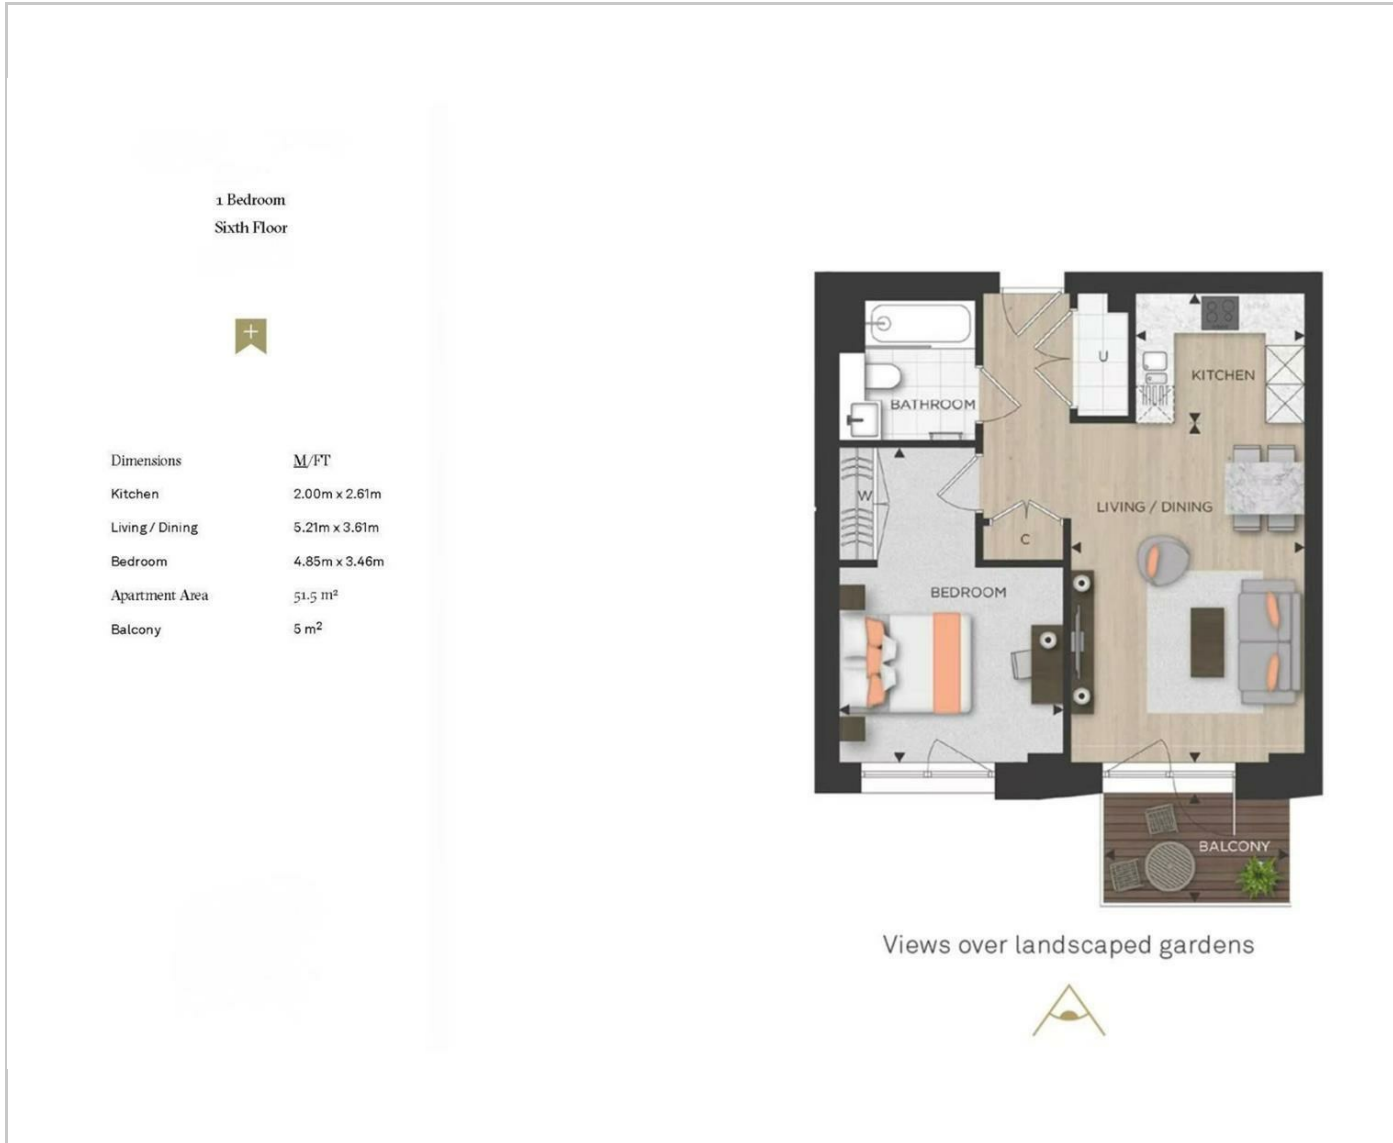 1 Bedroom
Sixth Floor
Dimensions M/FT
Kitchen 2.00m x 2.61m
Living / Dining 5.21m x 3.61m
Bedroom 4.85m x 3.46m
Apartment Area 51.5 m²
Balcony 5 m²
U
KITCHEN
BATHROOM
W
LIVING / DINING
C
BEDROOM
BALCONY
Views over landscaped gardens